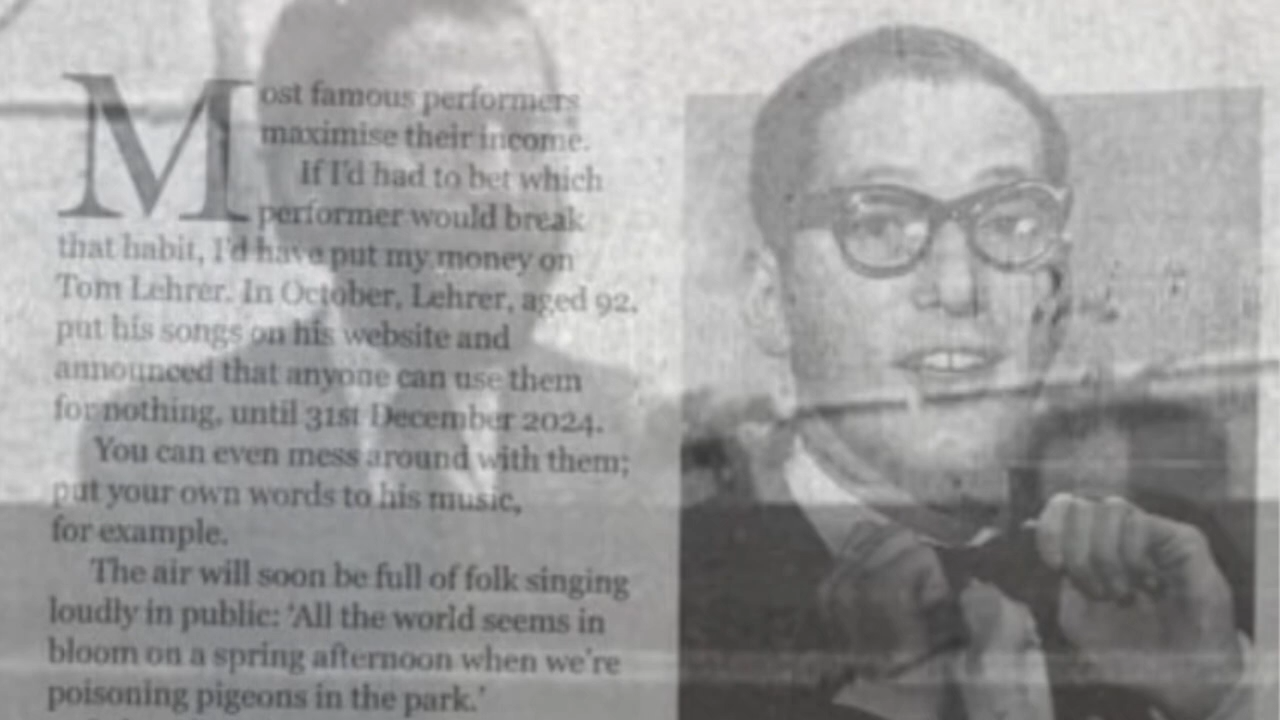 Most famous performers
maximise their income.
If I'd had to bet which
performer would break
that habit, I'd have put my money on
Tom Lehrer. In October, Lehrer, aged 92,
put his songs on his website and
announced that anyone can use them
for nothing, until 31st December 2024.
You can even mess around with them;
put your own words to his music,
for example.
The air will soon be full of folk singing
loudly in public: 'All the world seems in
bloom on a spring afternoon when we're
poisoning pigeons in the park.'